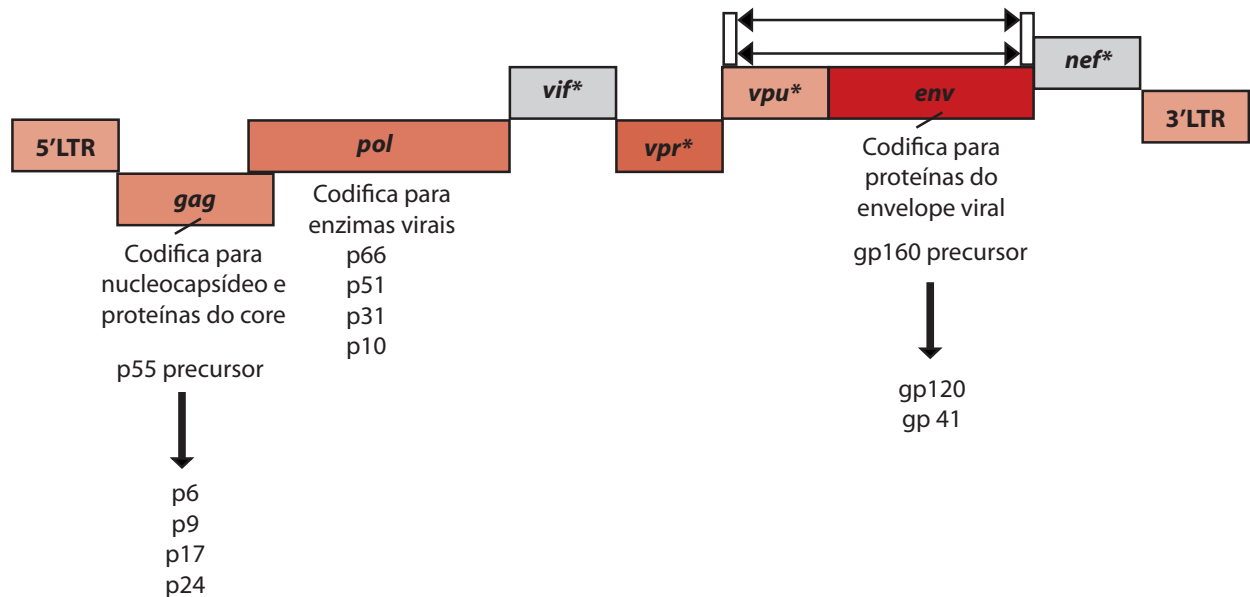 5'LTR
gag
Codifica para
nucleocapsídeo e
proteínas do core
p55 precursor
p6
p9
p17
p24
pol
Codifica para
enzimas virais
p66
p51
p31
p10
vif*
vpr*
vpu*
env
Codifica para
proteínas do
envelope viral
gp160 precursor
gp120
gp 41
nef*
3'LTR